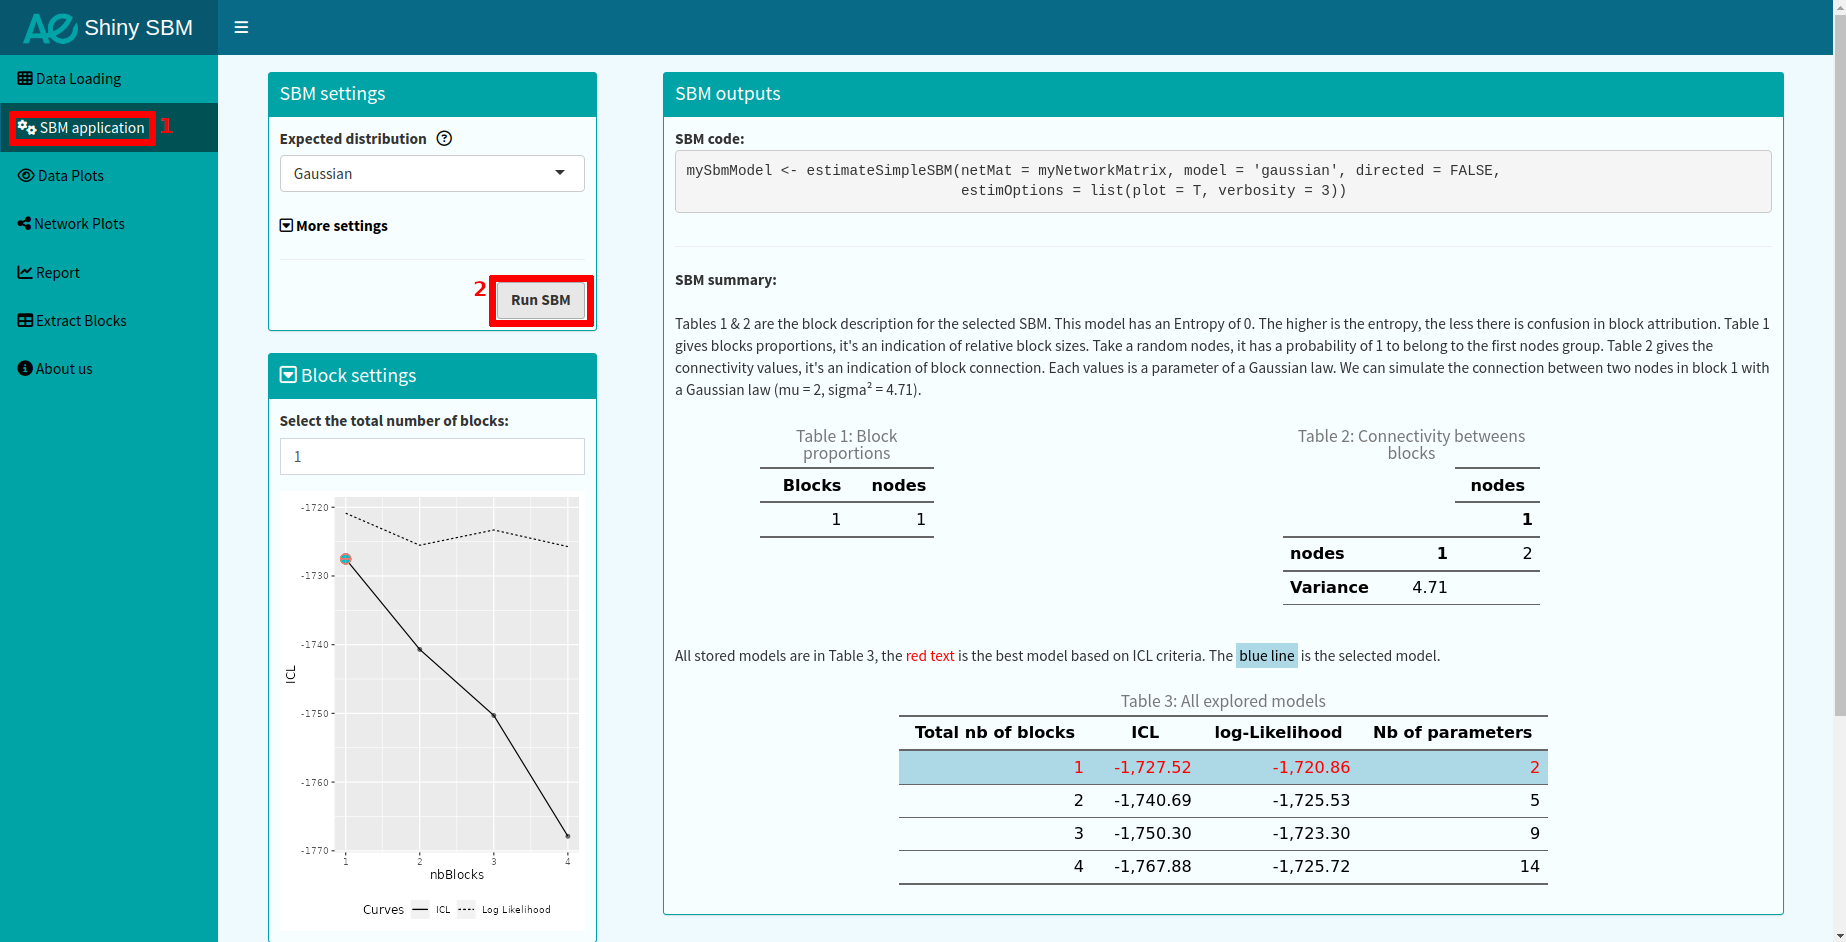 Shiny SBM
Data Loading
SBM application
1
Data Plots
Network Plots
Report
Extract Blocks
About us
SBM settings
Expected distribution
Gaussian
More settings
2
Run SBM
Block settings
Select the total number of blocks:
1
-1720
-1730
-1740
-1750
-1760
-1770
ICL
1 2 3 4
nbBlocks
Curves ICL Log Likelihood
SBM outputs
SBM code:
mySbmModel <- estimateSimpleSBM(netMat = myNetworkMatrix, model = 'gaussian', directed = FALSE,
estimOptions = list(plot = T, verbosity = 3))
SBM summary:
Tables 1 & 2 are the block description for the selected SBM. This model has an Entropy of 0. The higher is the entropy, the less there is confusion in block attribution. Table 1
gives blocks proportions, it's an indication of relative block sizes. Take a random nodes, it has a probability of 1 to belong to the first nodes group. Table 2 gives the
connectivity values, it's an indication of block connection. Each values is a parameter of a Gaussian law. We can simulate the connection between two nodes in block 1 with
a Gaussian law (mu = 2, sigma² = 4.71).
Table 1: Block
proportions
Blocks nodes
1 1
Table 2: Connectivity betweens
blocks
nodes
1
nodes 1 2
Variance 4.71
All stored models are in Table 3, the red text is the best model based on ICL criteria. The blue line is the selected model.
Table 3: All explored models
Total nb of blocks ICL log-Likelihood Nb of parameters
1 -1,727.52 -1,720.86 2
2 -1,740.69 -1,725.53 5
3 -1,750.30 -1,723.30 9
4 -1,767.88 -1,725.72 14